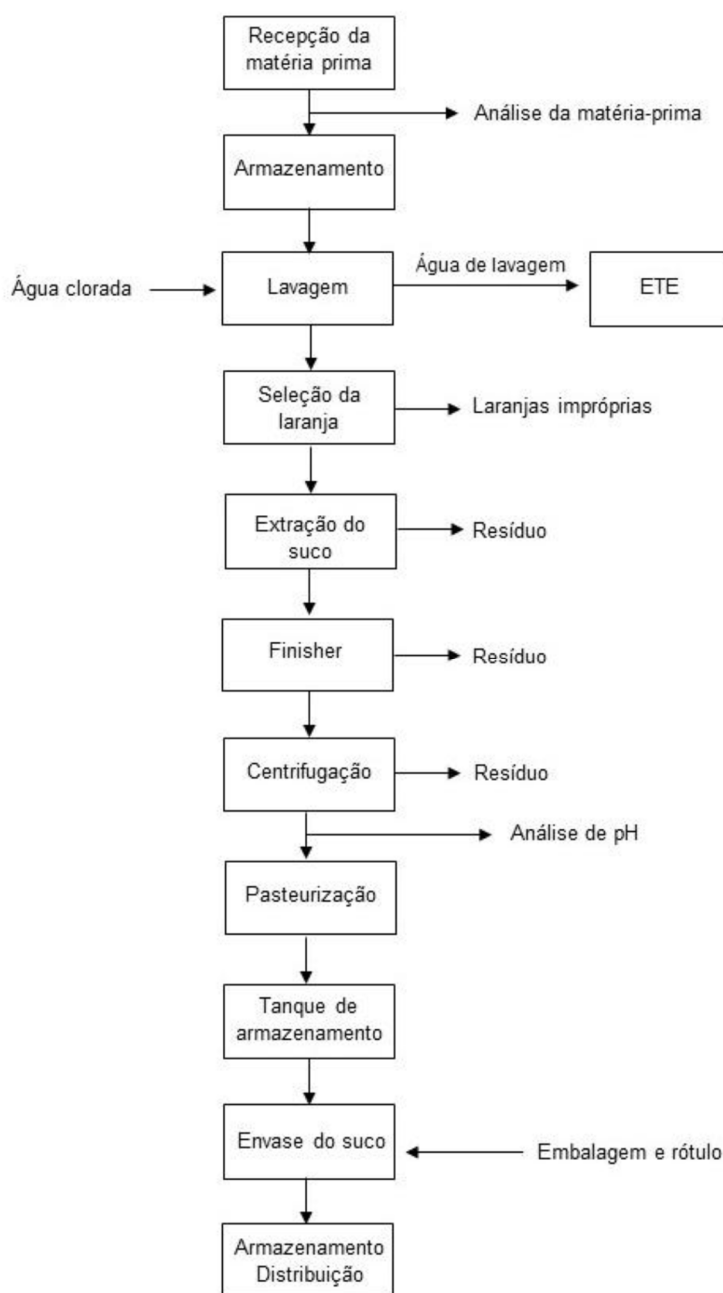 Recepção da
matéria prima
Análise da matéria-prima
Armazenamento
Água clorada
Lavagem
Água de lavagem
ETE
Seleção da
laranja
Laranjas impróprias
Extração do
suco
Resíduo
Finisher
Resíduo
Centrifugação
Resíduo
Análise de pH
Pasteurização
Tanque de
armazenamento
Envase do suco
Embalagem e rótulo
Armazenamento
Distribuição